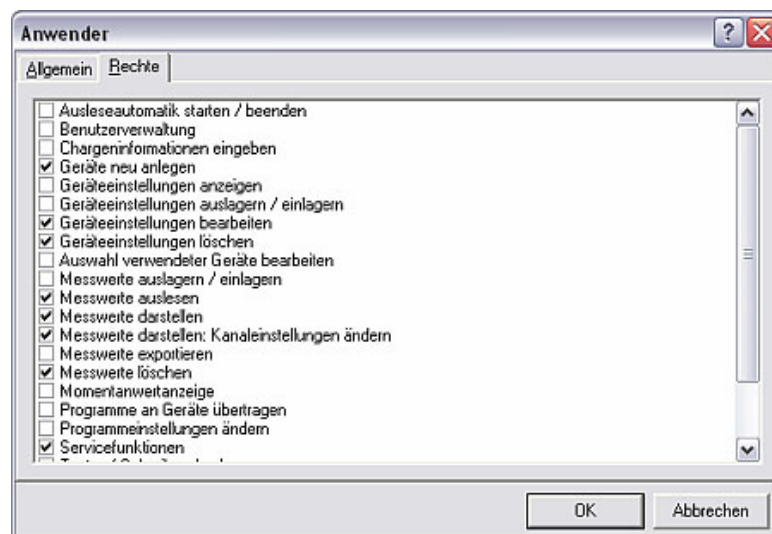 Anwender
Allgemein Rechte
Ausleseautomatik starten / beenden
Benutzerverwaltung
Chargeninformationen eingeben
Geräte neu anlegen
Geräteeinstellungen anzeigen
Geräteeinstellungen auslagern / einlagern
Geräteeinstellungen bearbeiten
Geräteeinstellungen löschen
Auswahl verwendeter Geräte bearbeiten
Messwerte auslagern / einlagern
Messwerte auslesen
Messwerte darstellen
Messwerte darstellen: Kanaleinstellungen ändern
Messwerte exportieren
Messwerte löschen
Momentanwertanzeige
Programme an Geräte übertragen
Programmeinstellungen ändern
Servicefunktionen
OK Abbrechen